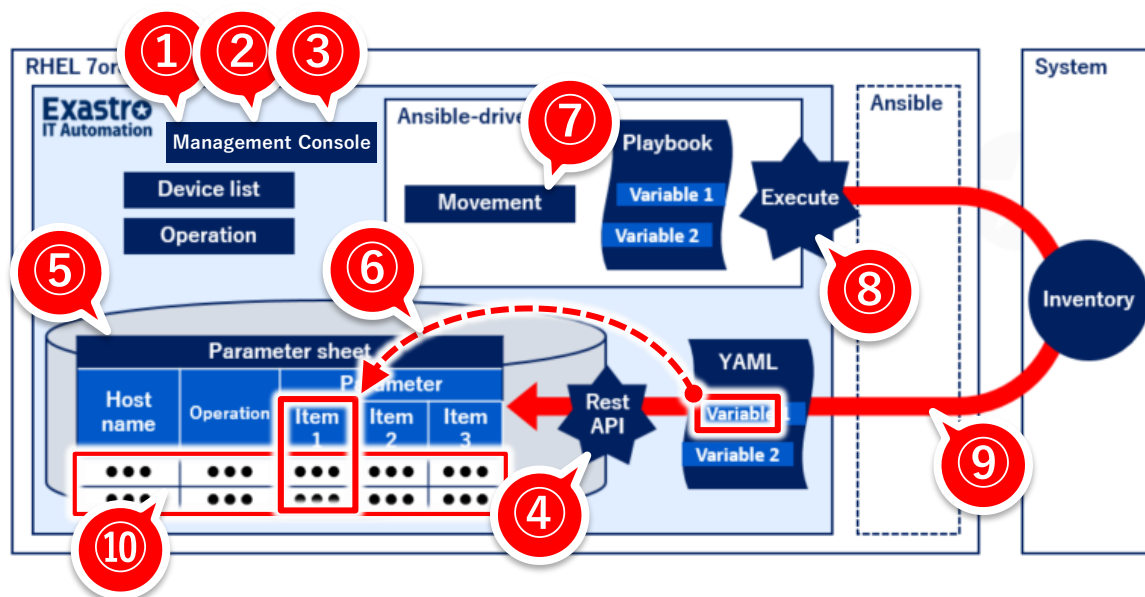 ① ② ③
RHEL 7or
System
Exastro
IT Automation
Management Console
Ansible-drive
⑦
Ansible
Playbook
Device list
Movement
Variable 1
Execute
Operation
Variable 2
⑤
⑥
⑧
Inventory
Parameter sheet
YAML
Host
name
Operation
Parameter
Rest
API
Variable 1
Item
1
Item
2
Item
3
Variable 2
⑨
④
⑩